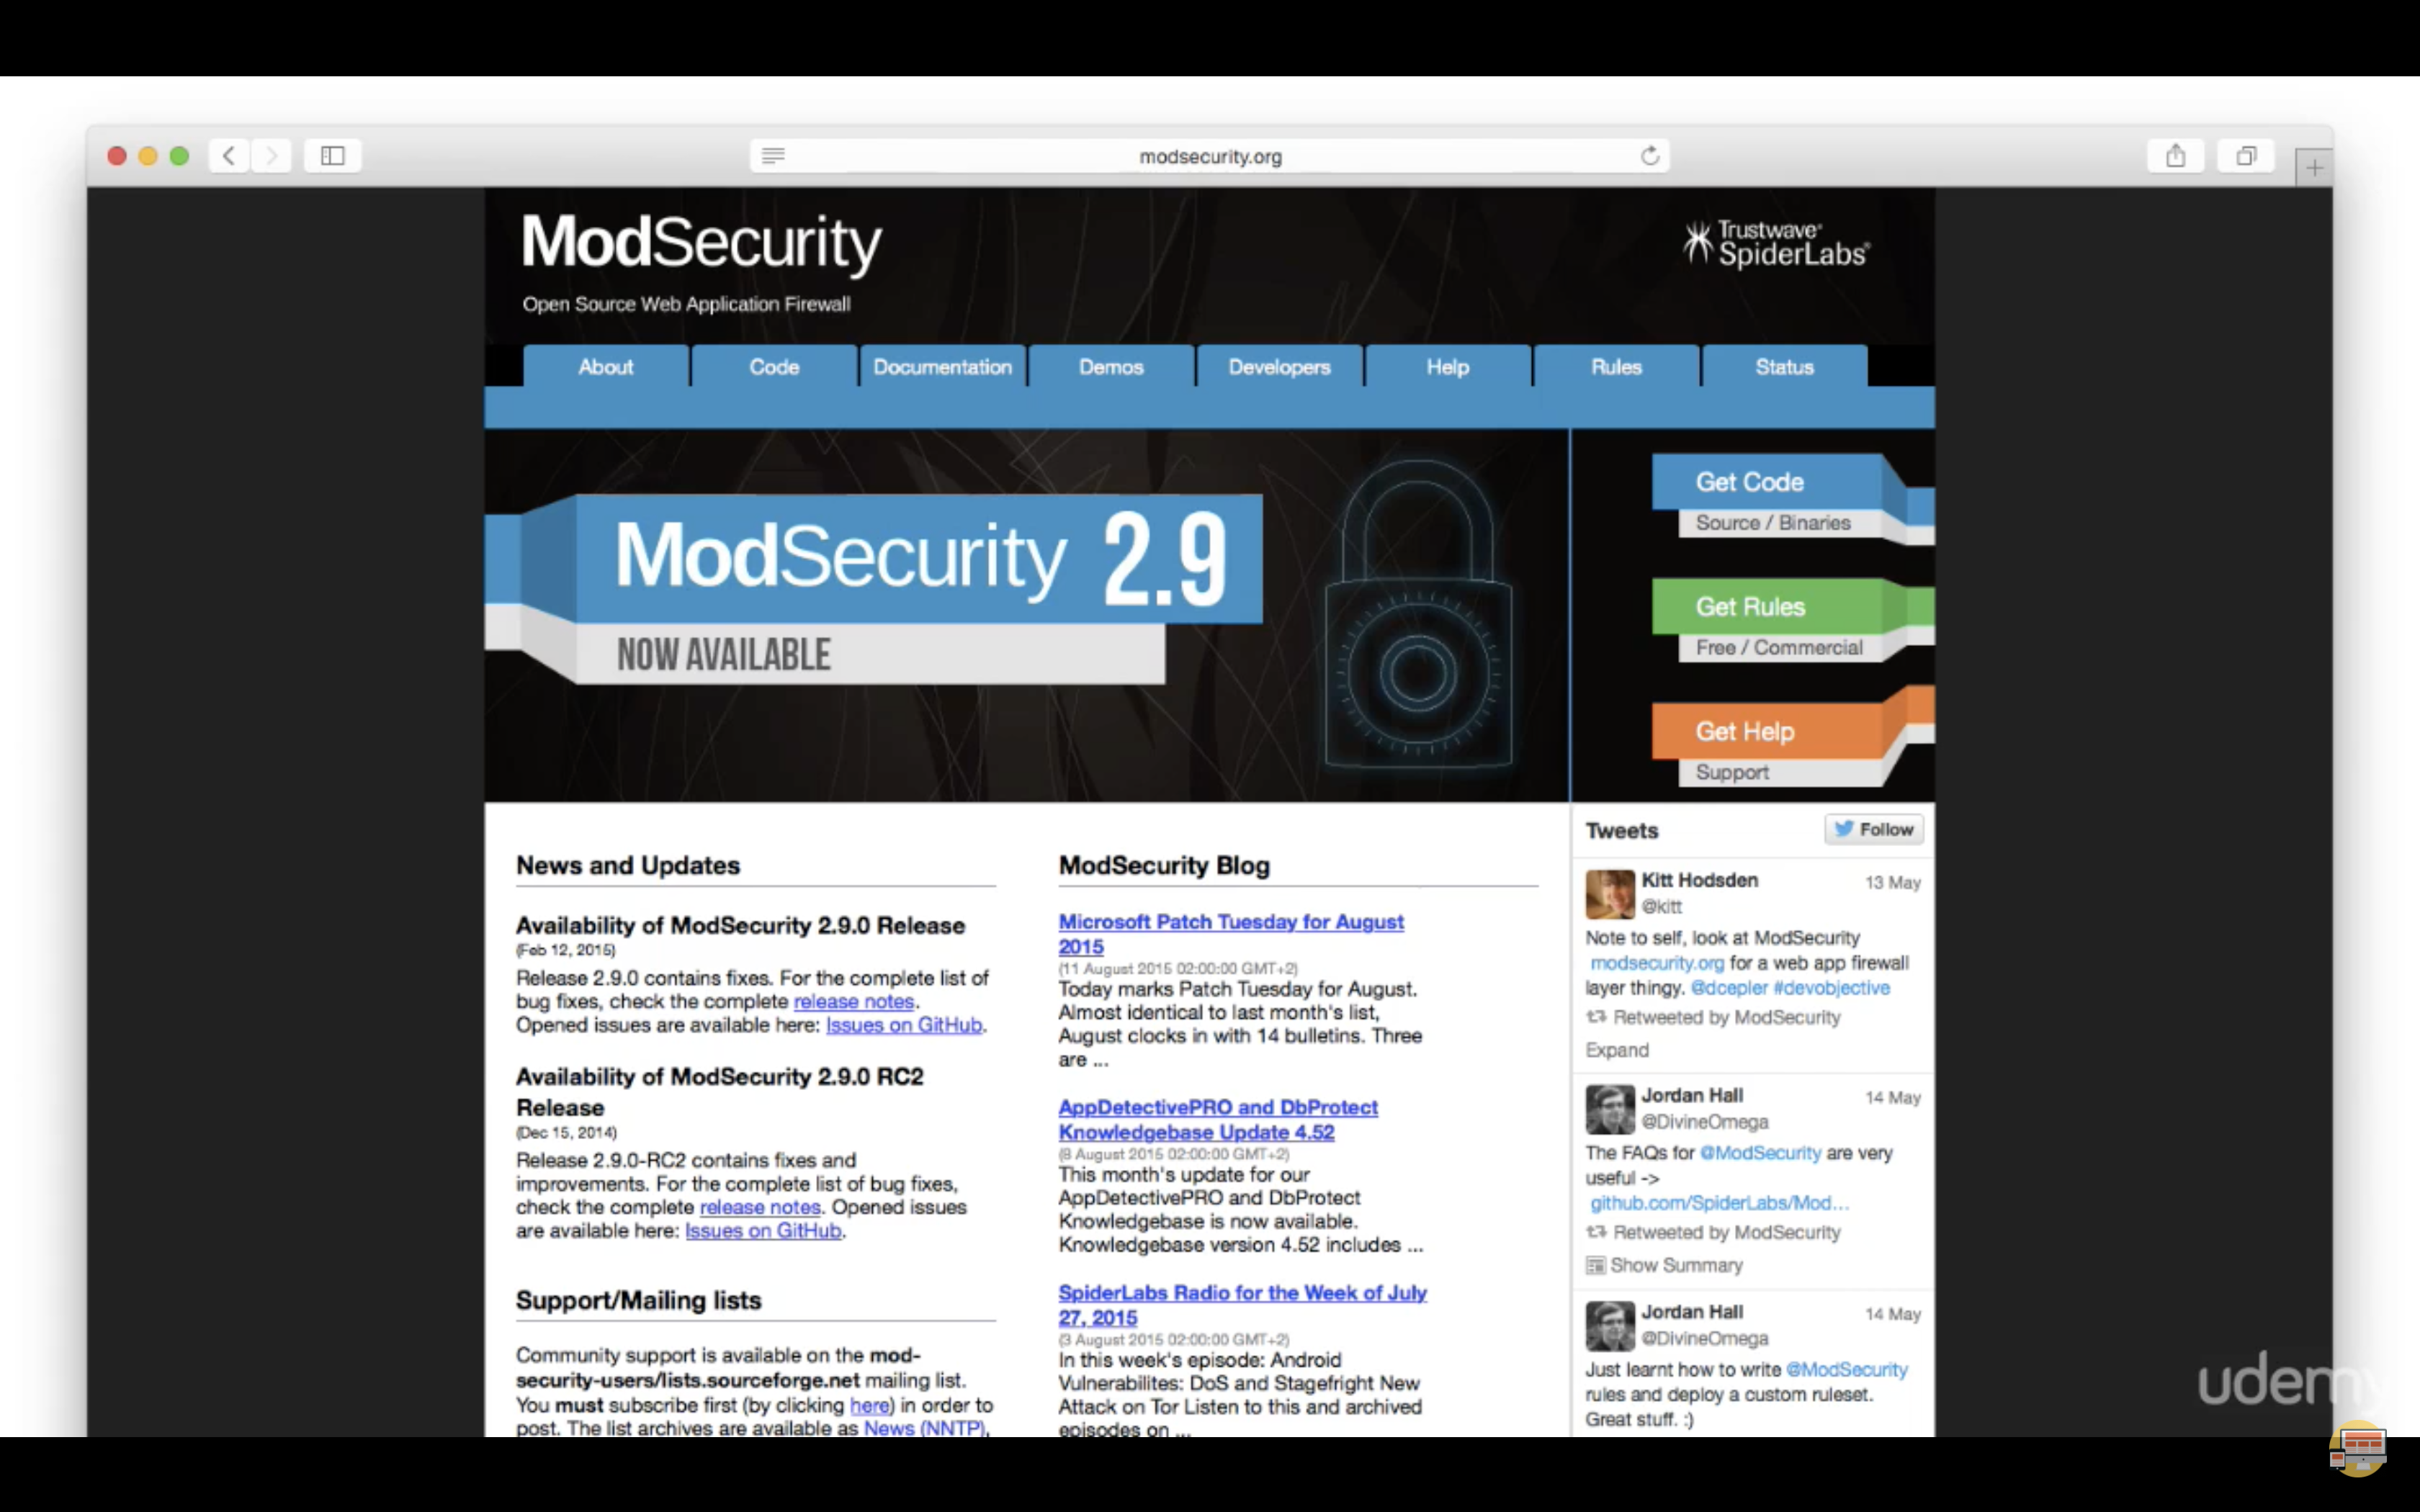 modsecurity.org
ModSecurity
Trustwave®
SpiderLabs®
Open Source Web Application Firewall
About
Code
Documentation
Demos
Developers
Help
Rules
Status
ModSecurity 2.9
NOW AVAILABLE
Get Code
Source / Binaries
Get Rules
Free / Commercial
Get Help
Support
News and Updates
Availability of ModSecurity 2.9.0 Release
(Feb 12, 2015)
Release 2.9.0 contains fixes. For the complete list of
bug fixes, check the complete release notes.
Opened issues are available here: Issues on GitHub.
Availability of ModSecurity 2.9.0 RC2
Release
(Dec 15, 2014)
Release 2.9.0-RC2 contains fixes and
improvements. For the complete list of bug fixes,
check the complete release notes. Opened issues
are available here: Issues on GitHub.
Support/Mailing lists
Community support is available on the mod-
security-users/lists.sourceforge.net mailing list.
You must subscribe first (by clicking here) in order to
post. The list archives are available as News (NNTP),
ModSecurity Blog
Microsoft Patch Tuesday for August
2015
(11 August 2015 02:00:00 GMT+2)
Today marks Patch Tuesday for August.
Almost identical to last month's list,
August clocks in with 14 bulletins. Three
are ...
AppDetectivePRO and DbProtect
Knowledgebase Update 4.52
(8 August 2015 02:00:00 GMT+2)
This month's update for our
AppDetectivePRO and DbProtect
Knowledgebase is now available.
Knowledgebase version 4.52 includes ...
SpiderLabs Radio for the Week of July
27, 2015
(3 August 2015 02:00:00 GMT+2)
In this week's episode: Android
Vulnerabilites: DoS and Stagefright New
Attack on Tor Listen to this and archived
episodes on ...
Tweets
Follow
Kitt Hodsden
13 May
@kitt
Note to self, look at ModSecurity
modsecurity.org for a web app firewall
layer thingy. @dcepler #devobjective
Retweeted by ModSecurity
Expand
Jordan Hall
14 May
@DivineOmega
The FAQs for @ModSecurity are very
useful ->
github.com/SpiderLabs/Mod...
Retweeted by ModSecurity
Show Summary
Jordan Hall
14 May
@DivineOmega
Just learnt how to write @ModSecurity
rules and deploy a custom ruleset.
Great stuff. :)
udemy